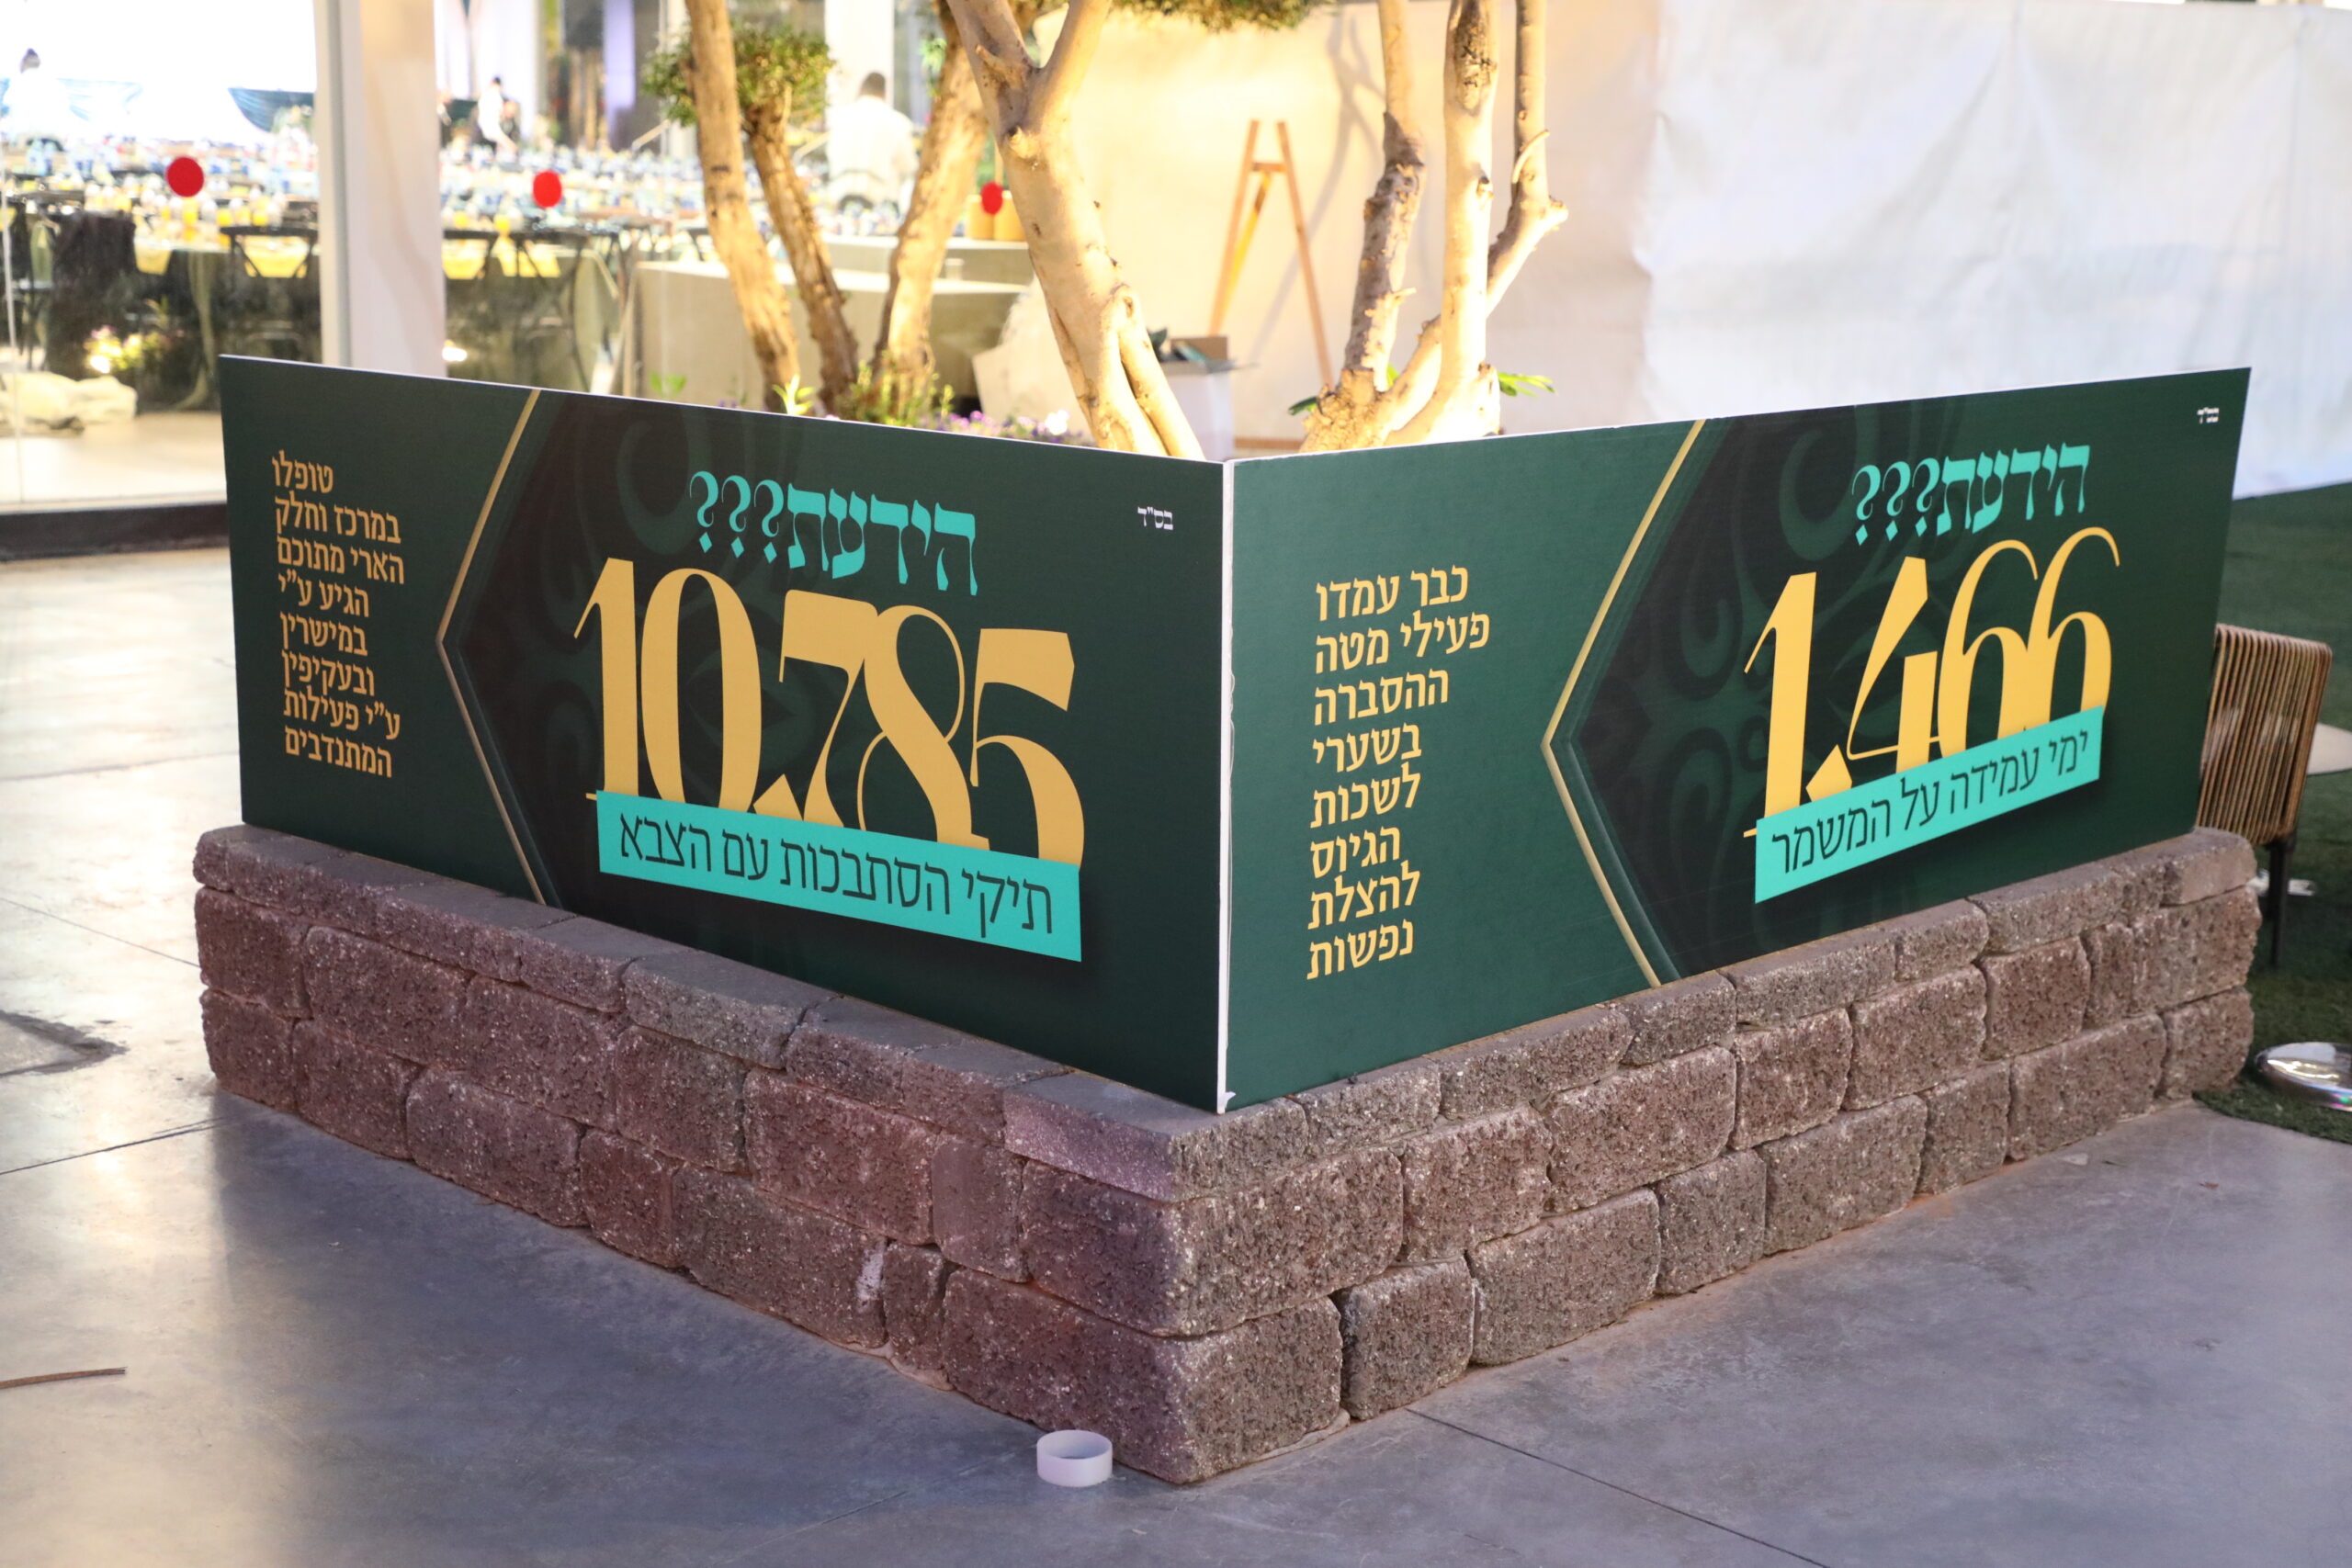 בס"ד
הידעת???
10,785
תיקי הסתבכות עם הצבא
טופלו
במרכז וחלק
הארי מתוכם
הגיע ע"י
במישרין
ובעקיפין
ע"י פעילות
המתנדבים
בס"ד
הידעת???
1,466
ימי עמידה על המשמר
כבר עמדו
פעילי מטה
ההסברה
בשערי
לשכות
הגיוס
להצלת
נפשות